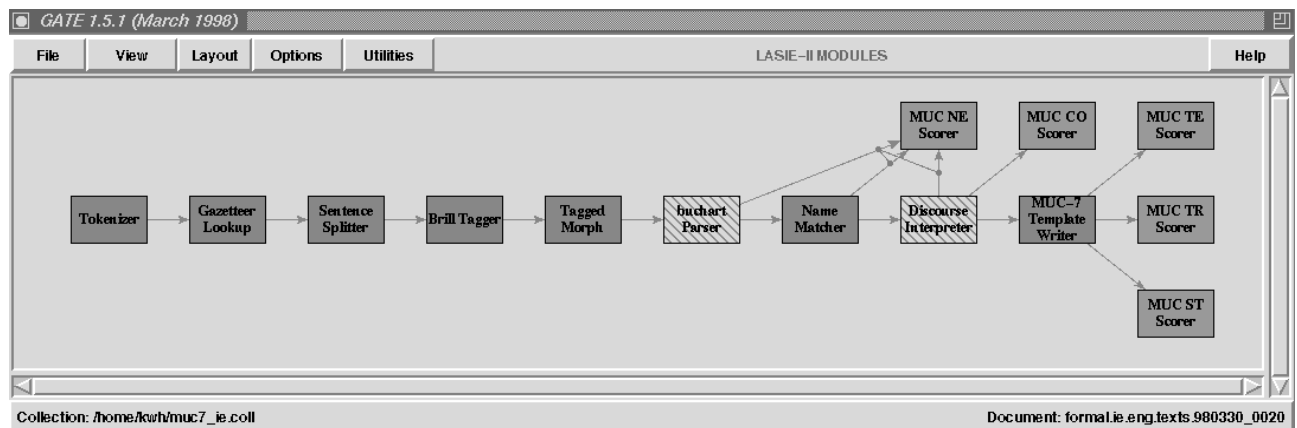 GATE 1.5.1 (March 1998)
File View Layout Options Utilities LASIE-II MODULES Help
MUC NE
Scorer
MUC CO
Scorer
MUC TE
Scorer
Tokenizer
Gazetteer
Lookup
Sentence
Splitter
Brill Tagger
Tagged
Morph
buchart
Parser
Name
Matcher
Discourse
Interpreter
MUC-7
Template
Writer
MUC TR
Scorer
MUC ST
Scorer
Collection: /home/kwh/muc7_ie.coll
Document: formal.ie.eng.texts.980330_0020